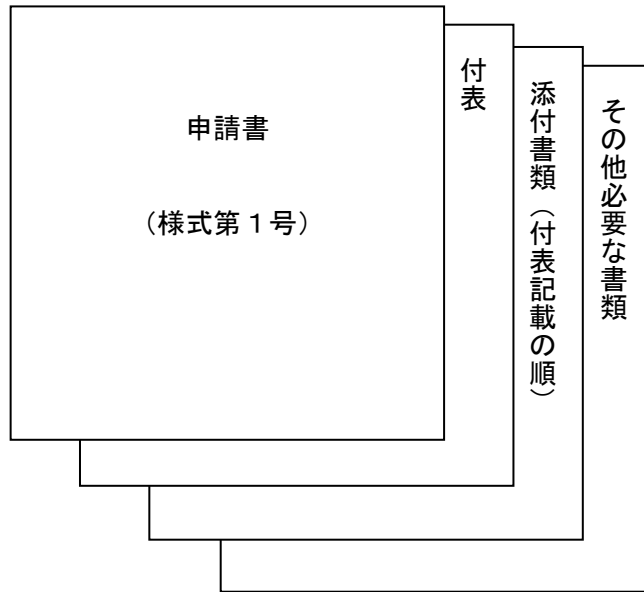 申請書
（様式第１号）
付表
添付書類（付表記載の順）
その他必要な書類